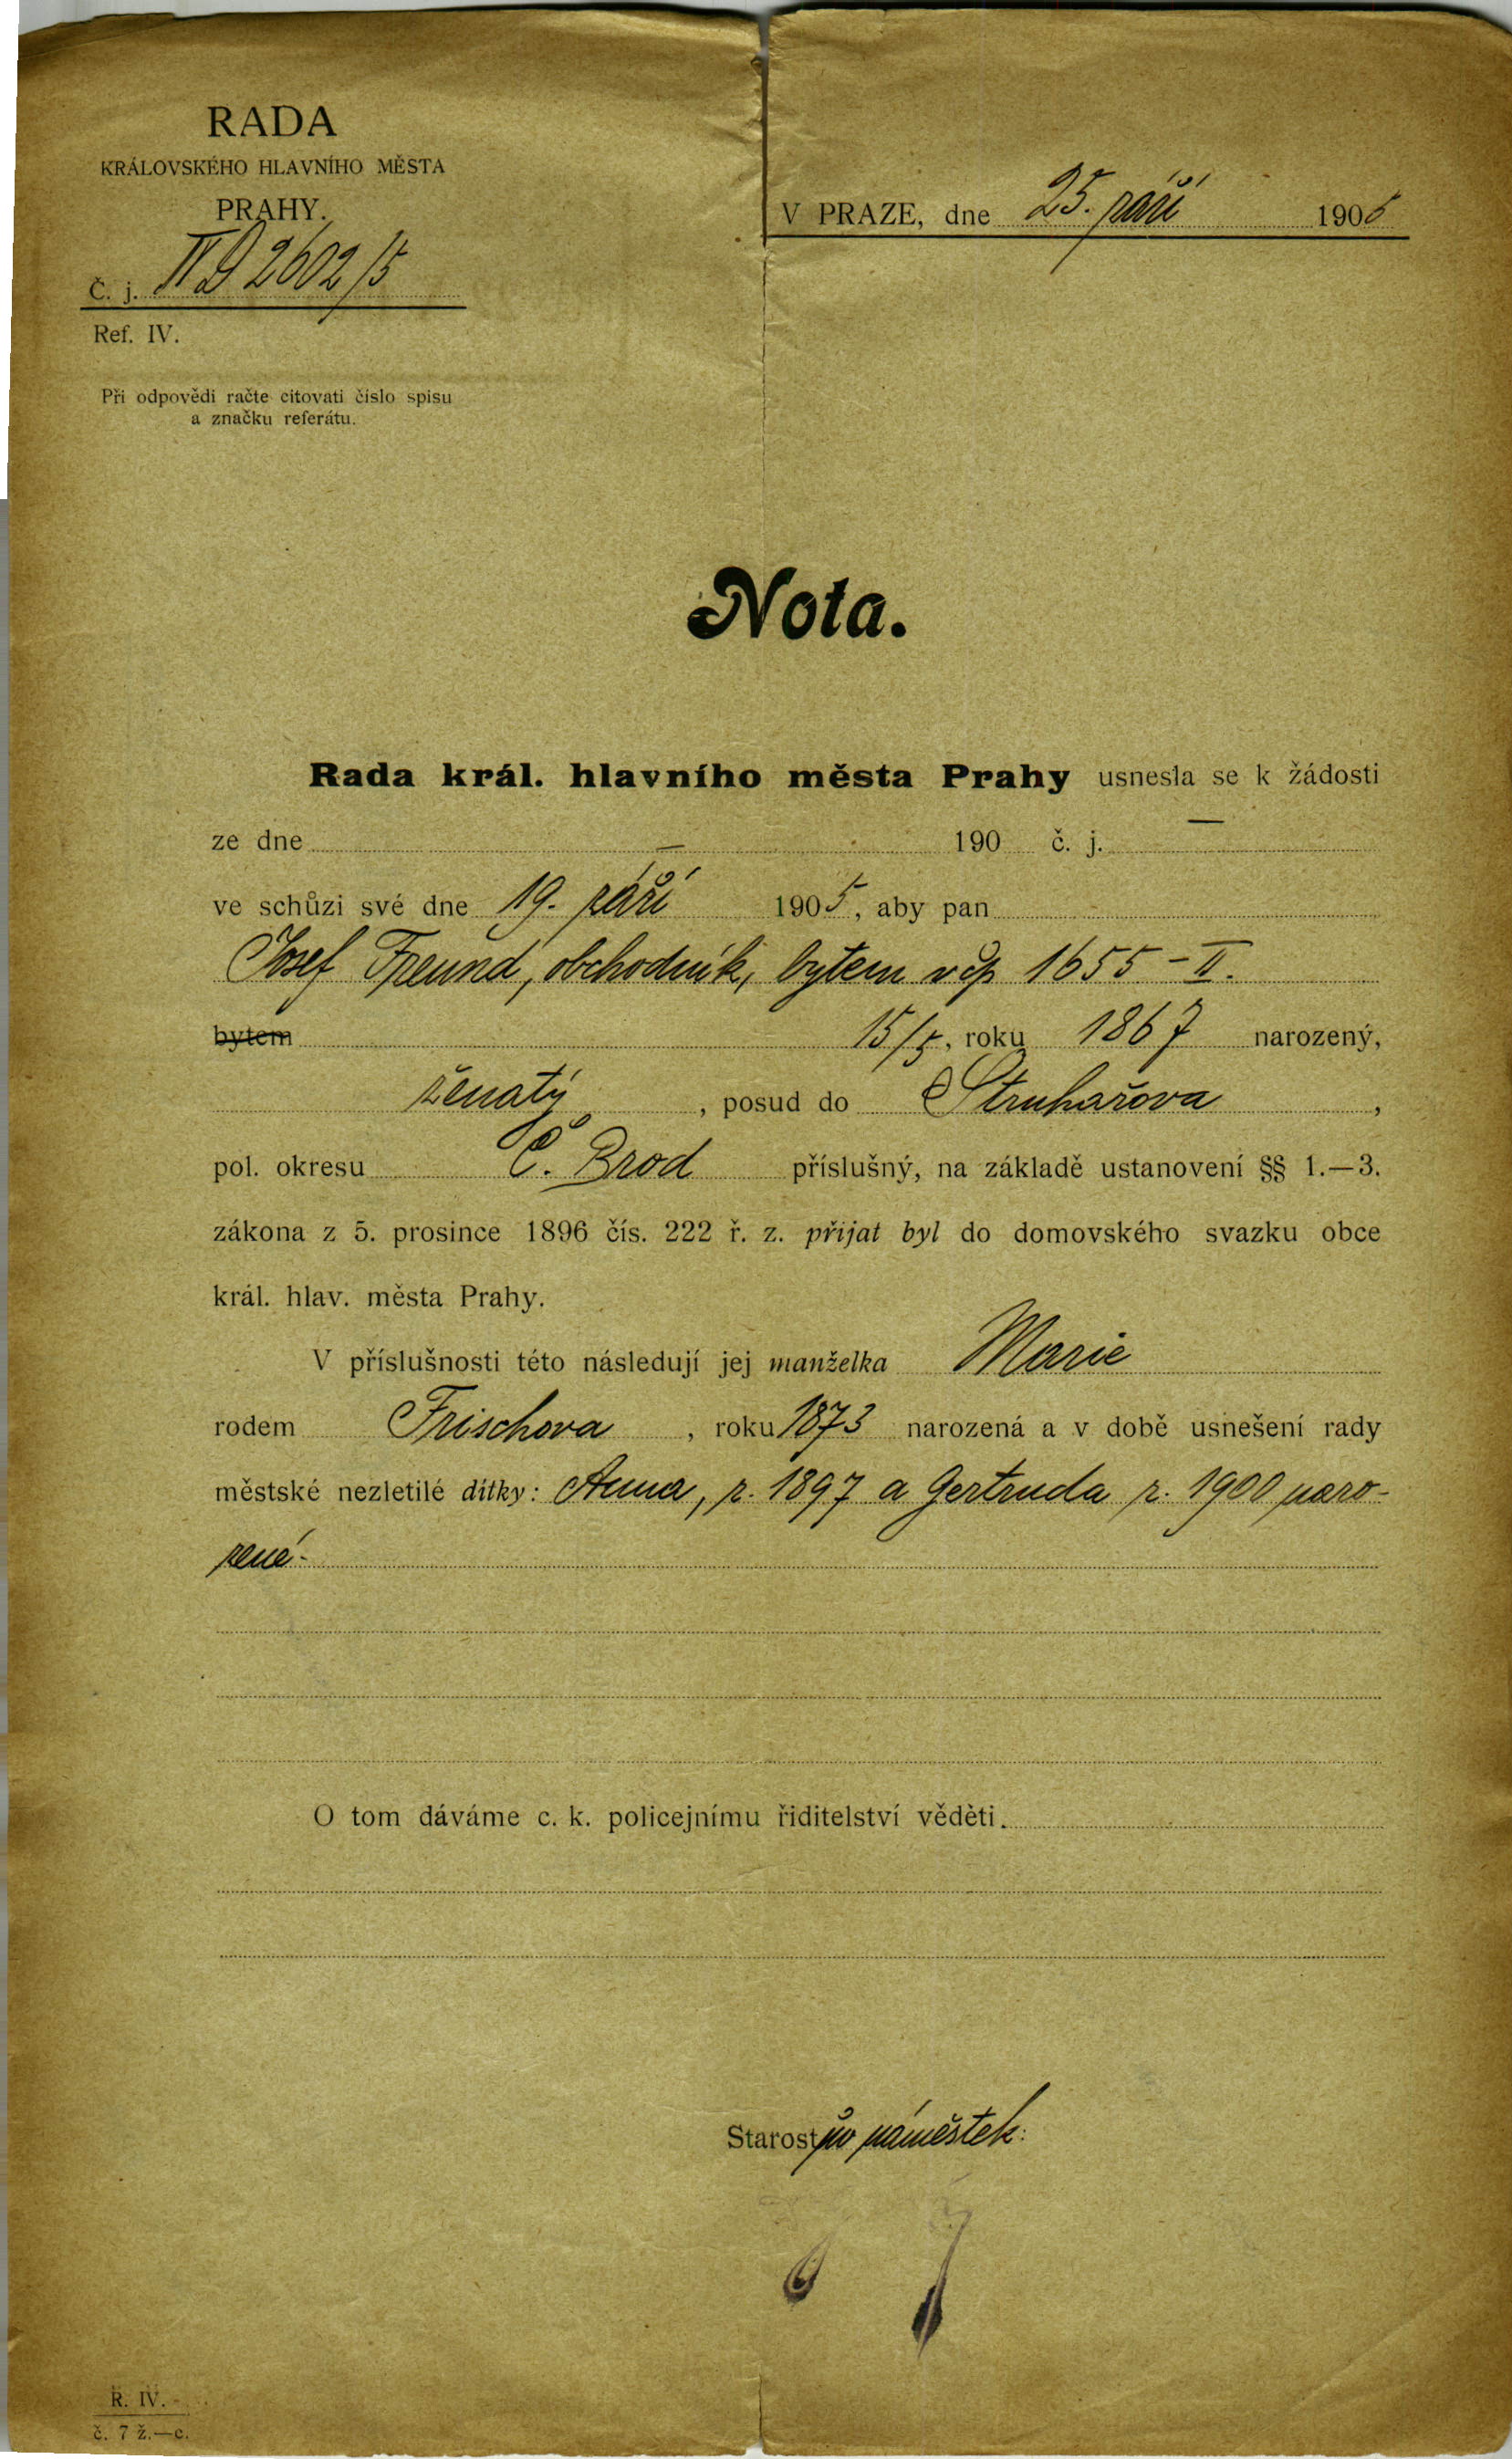 RADA
KRÁLOVSKÉHO HLAVNÍHO MĚSTA
PRAHY.
Č. j. IV D 2602/5
Ref. IV.
Při odpovědi račte citovati číslo spisu
a značku referátu.
V PRAZE, dne 25. září 1905
Nota.
Rada král. hlavního města Prahy usnesla se k žádosti
ze dne — 190 č. j. —
ve schůzi své dne 19. září 1905, aby pan
Josef Freund, obchodník, bytem v čp 1655-II.
bytem 15/5, roku 1867 narozený,
ženatý, posud do Struhařova,
pol. okresu Č. Brod příslušný, na základě ustanovení §§ 1.—3.
zákona z 5. prosince 1896 čís. 222 ř. z. přijat byl do domovského svazku obce
král. hlav. města Prahy.
V příslušnosti této následují jej manželka Marie
rodem Frischova, roku 1873 narozená a v době usnešení rady
městské nezletilé dítky: Anna, r. 1897 a Gertruda r. 1900 naro-
zené.
O tom dáváme c. k. policejnímu řiditelství věděti.
Starostův náměstek:
R. IV.
č. 7 ž.—c.